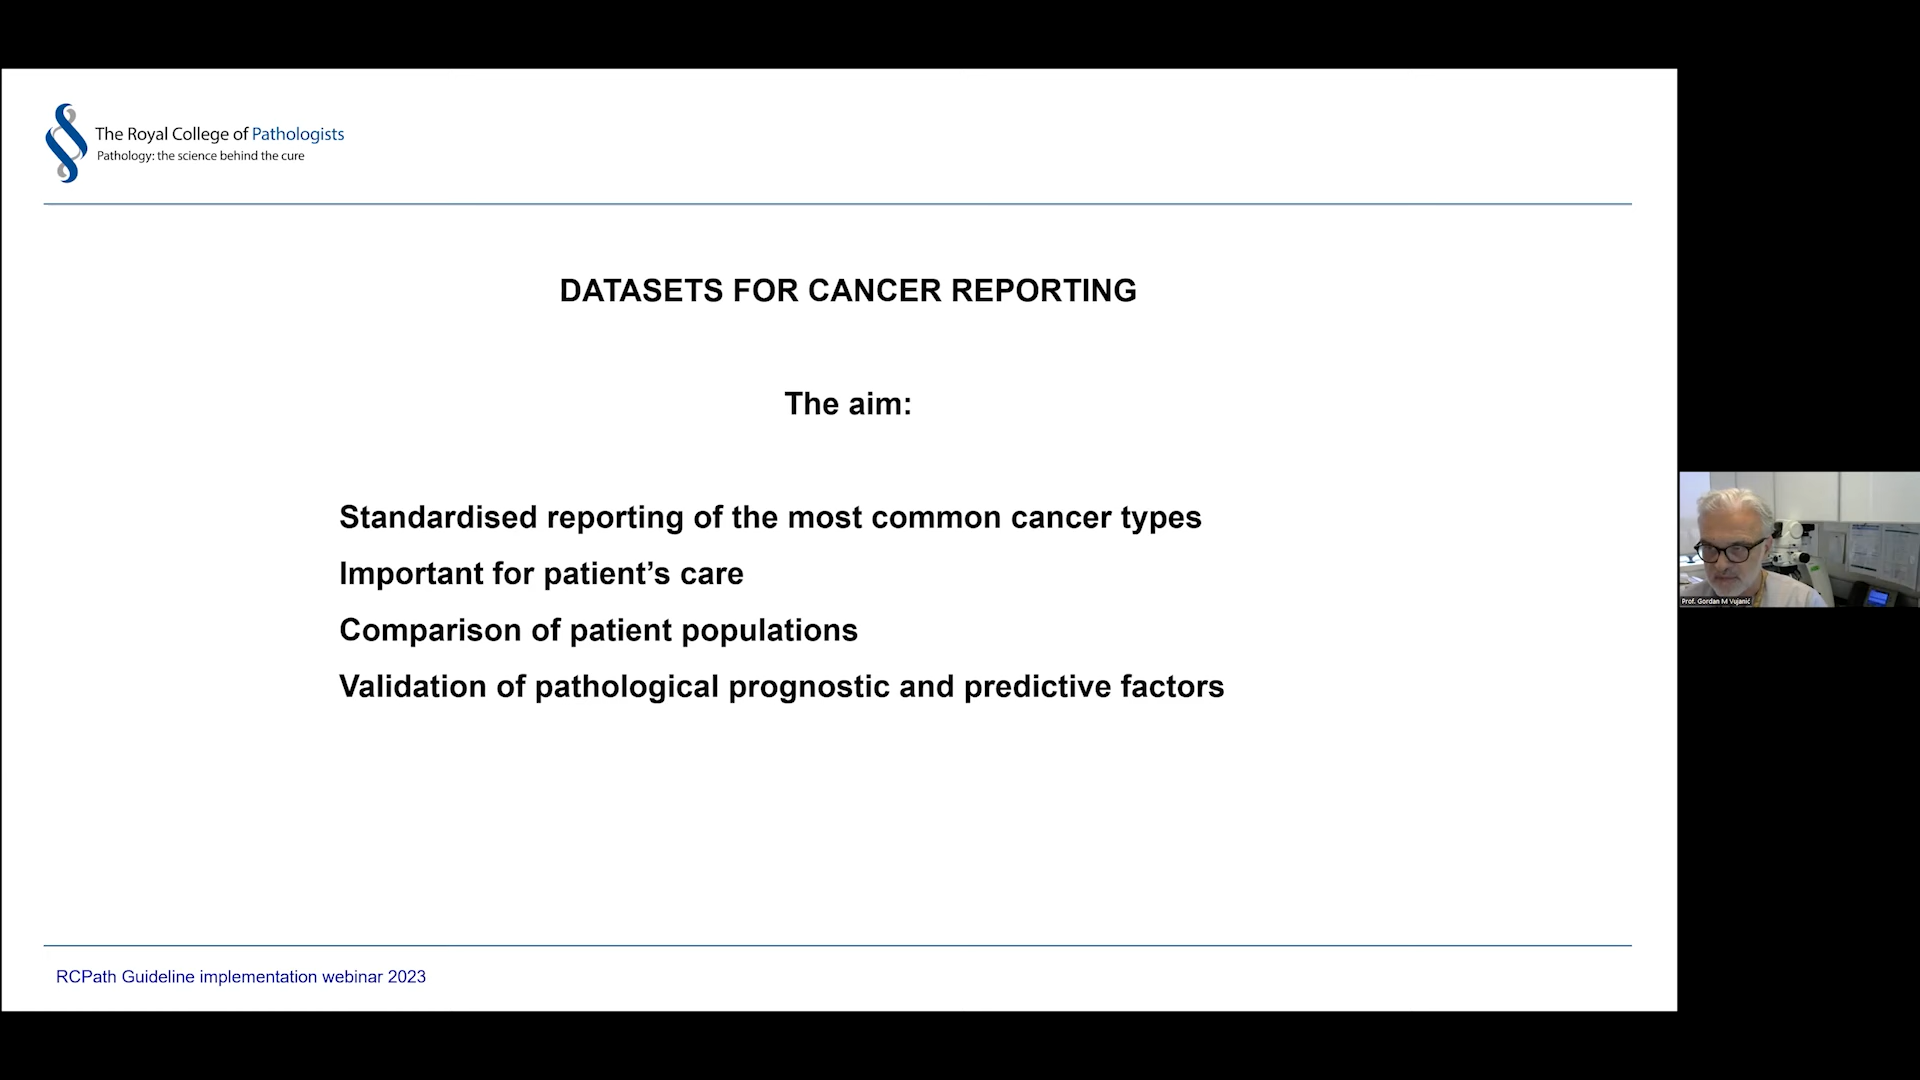 The Royal College of Pathologists
Pathology: the science behind the cure
DATASETS FOR CANCER REPORTING
The aim:
Standardised reporting of the most common cancer types
Important for patient’s care
Comparison of patient populations
Validation of pathological prognostic and predictive factors
Prof. Gordan M Vujanić
RCPath Guideline implementation webinar 2023